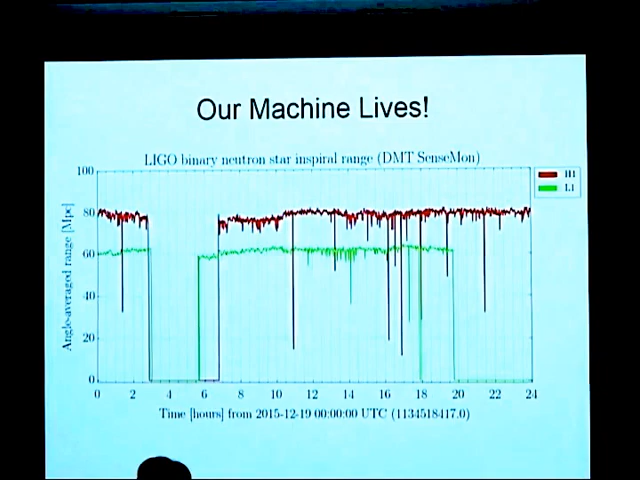 Our Machine Lives!
LIGO binary neutron star inspiral range (DMT SenseMon)
100
80
60
40
20
0
Angle-averaged range [Mpc]
H1
L1
0 2 4 6 8 10 12 14 16 18 20 22 24
Time [hours] from 2015-12-19 00:00:00 UTC (1134518417.0)